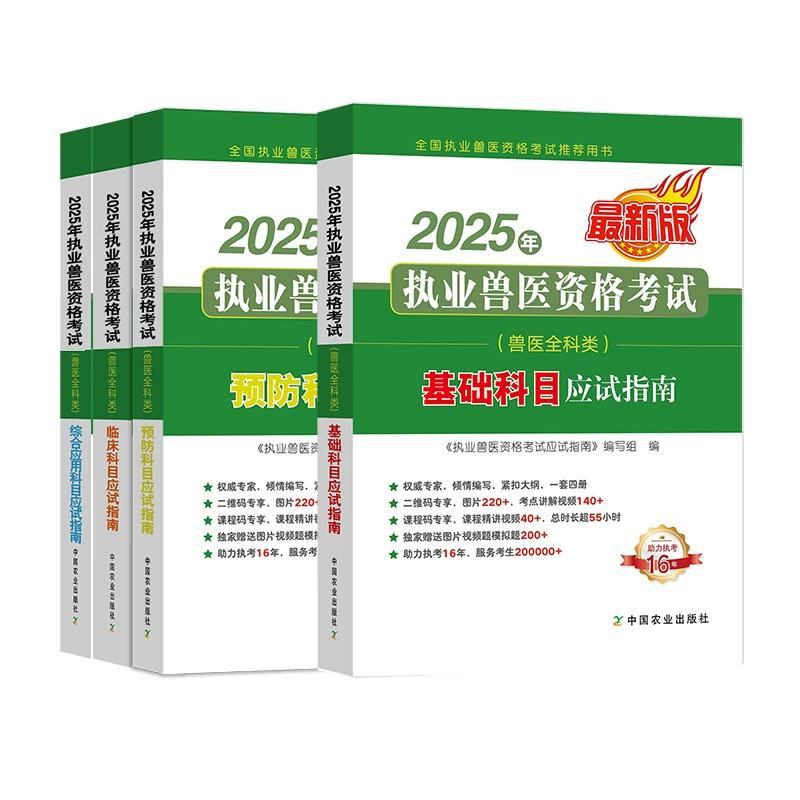 2025年执业兽医资格考试
(兽医全科类)
综合应用科目应试指南
中国农业出版社
2025年执业兽医资格考试
(兽医全科类)
临床科目应试指南
中国农业出版社
2025年执业兽医资格考试
(兽医全科类)
预防科目应试指南
中国农业出版社
全国执业兽医资
2025
执业兽
(
预防科
《执业兽医资
★ 权威专家，倾情编写，紧
★ 二维码专享，图片220+
★ 课程码专享，课程精讲视
★ 独家赠送图片视频题模拟
★ 助力执考16年，服务考
2025年执业兽医资格考试
(兽医全科类)
基础科目应试指南
中国农业出版社
全国执业兽医资格考试推荐用书
最新版
2025年
执业兽医资格考试
(兽医全科类)
基础科目应试指南
《执业兽医资格考试应试指南》编写组 编
★ 权威专家，倾情编写，紧扣大纲，一套四册
★ 二维码专享，图片220+，考点讲解视频140+
★ 课程码专享，课程精讲视频40+，总时长超55小时
★ 独家赠送图片视频题模拟题200+
★ 助力执考16年，服务考生200000+
助力执考
16年
中国农业出版社